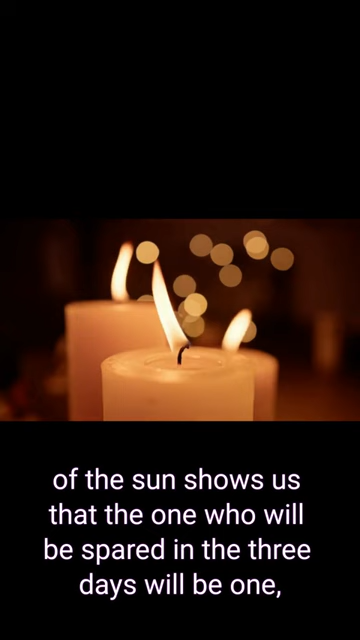 of the sun shows us
that the one who will
be spared in the three
days will be one,